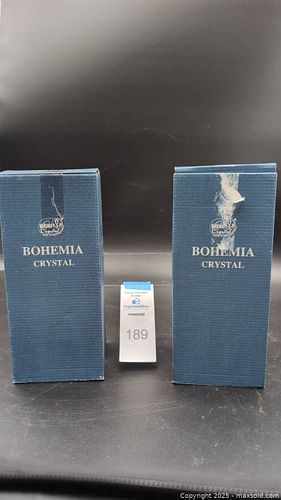 BOHEMIA
CRYSTAL
BOHEMIA
CRYSTAL
maxsold
189
Copyright 2025 - maxsold.com